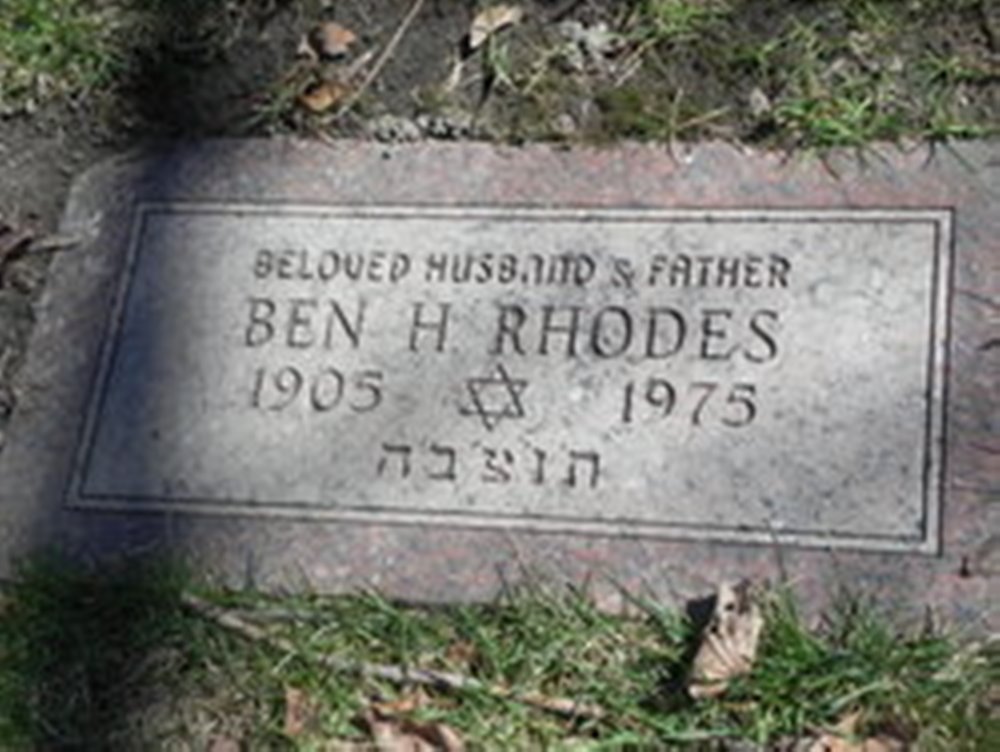 BELOVED HUSBAND & FATHER
BEN H. RHODES
1905 ✡ 1975
ת נ צ ב ה